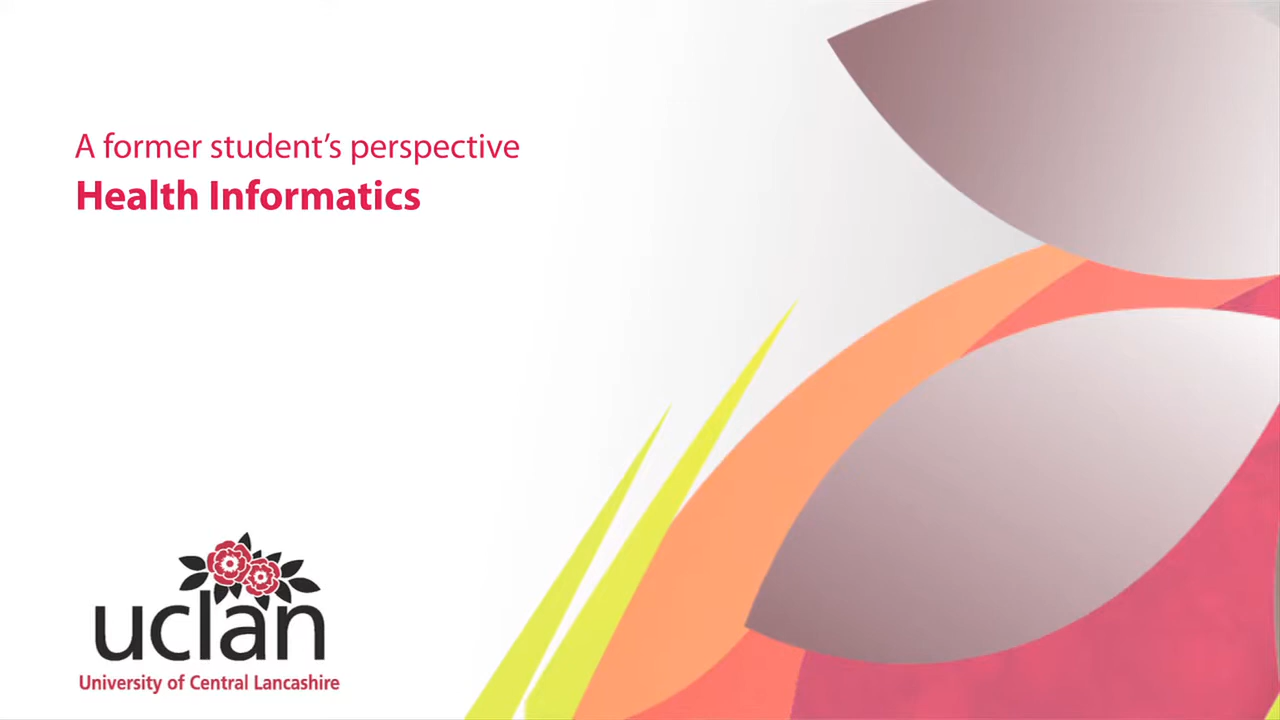 A former student's perspective
Health Informatics
uclan
University of Central Lancashire